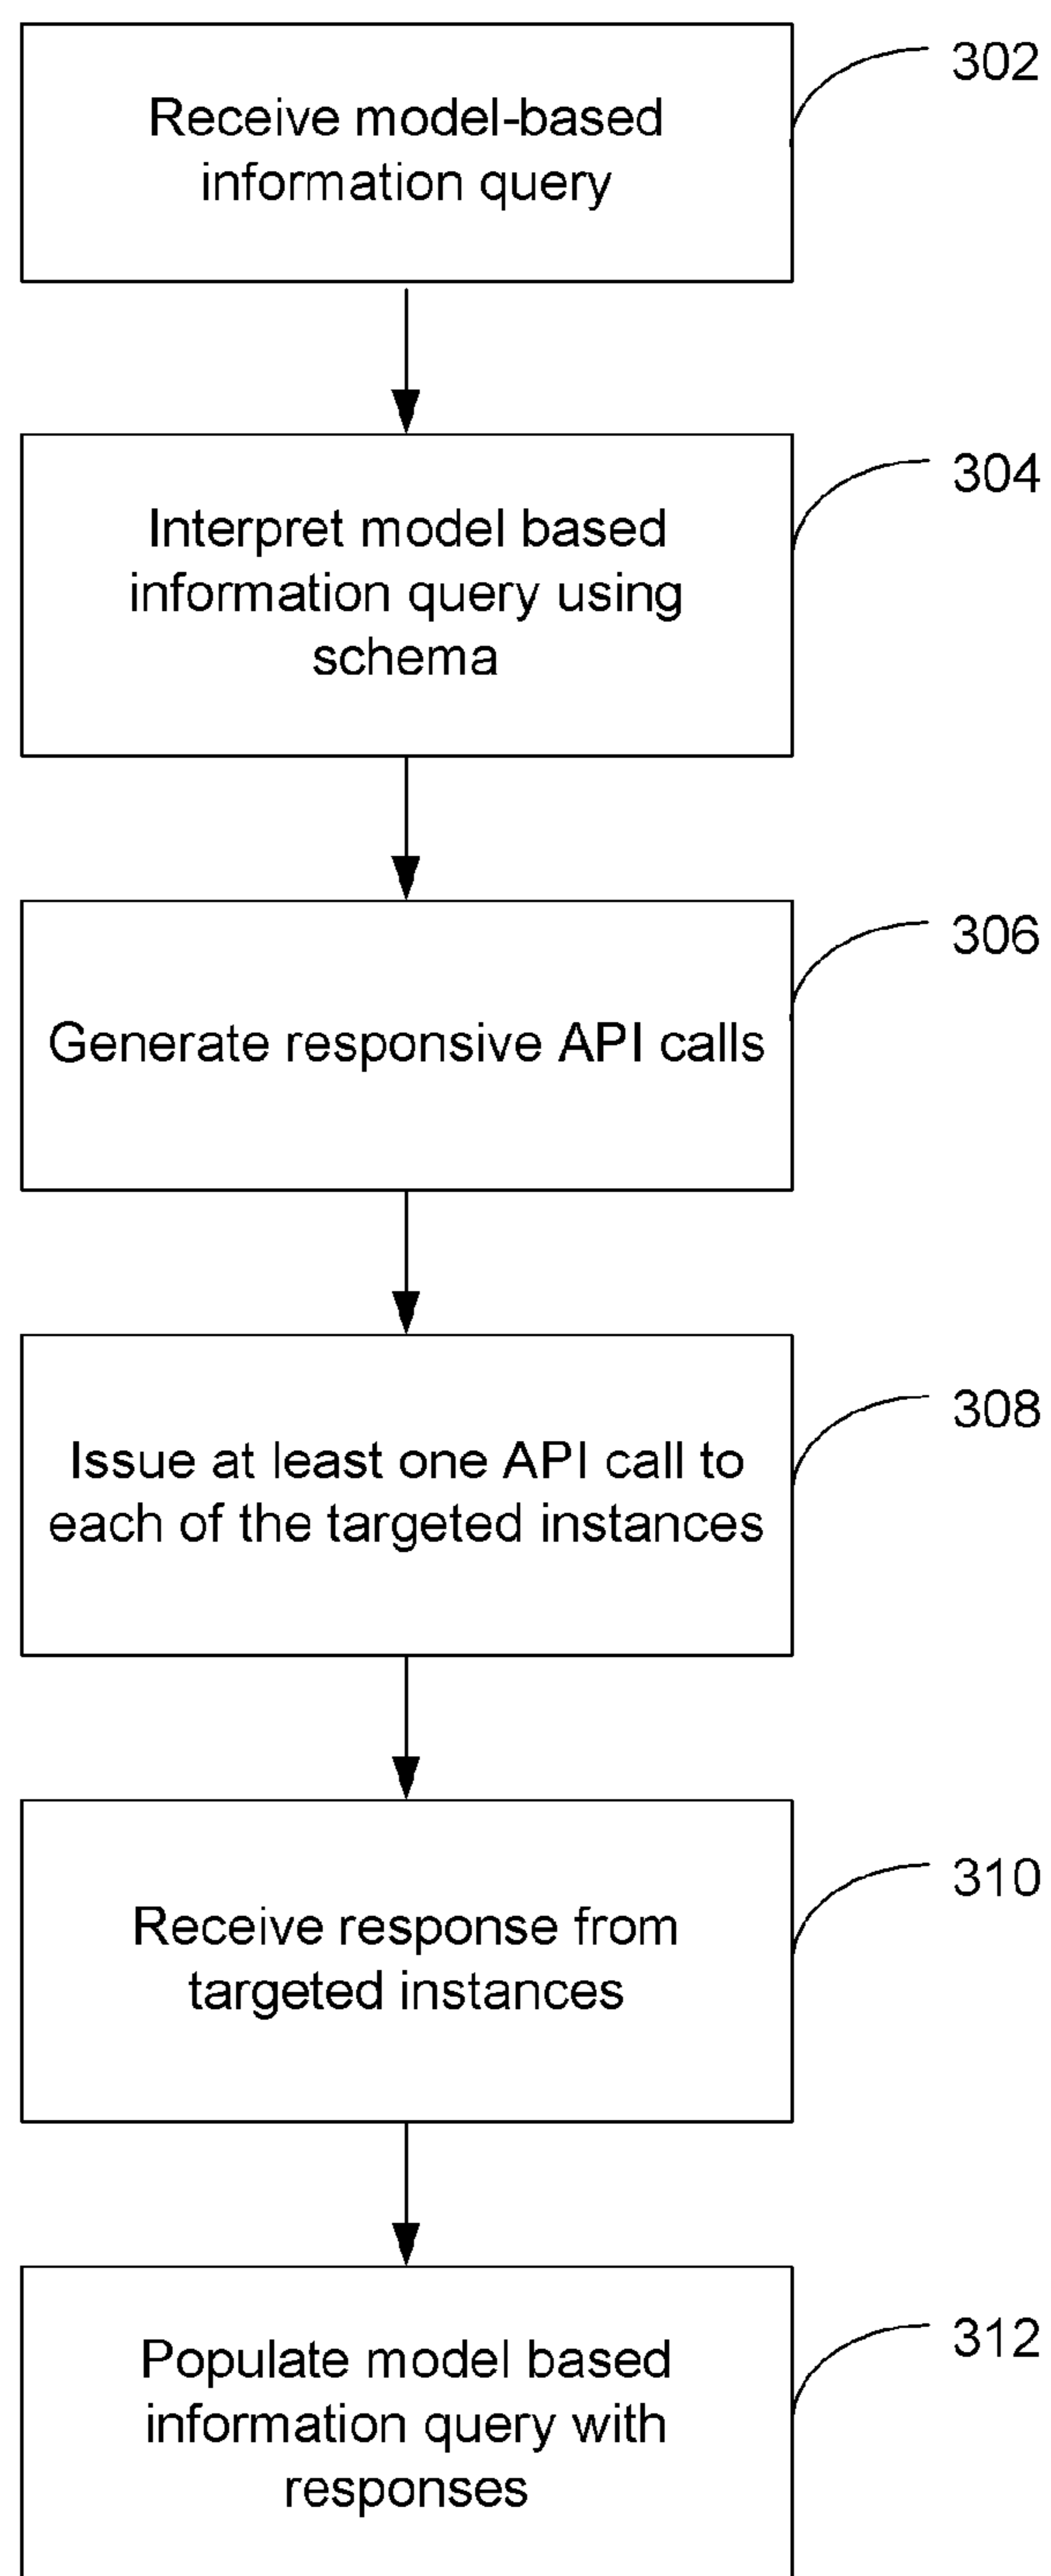 Receive model-based
information query
302
Interpret model based
information query using
schema
304
Generate responsive API calls
306
Issue at least one API call to
each of the targeted instances
308
Receive response from
targeted instances
310
Populate model based
information query with
responses
312